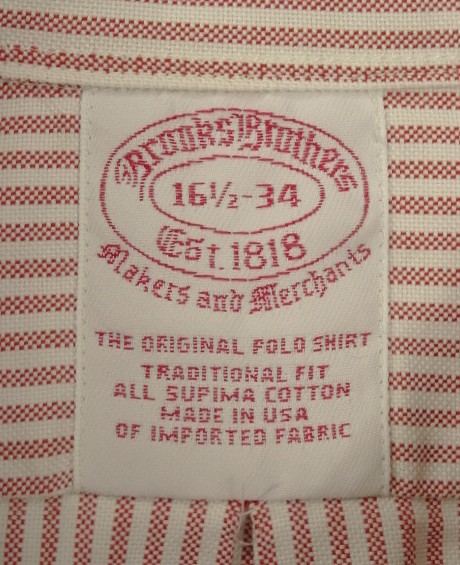 Brooks Brothers
16½-34
Est. 1818
Makers and Merchants
THE ORIGINAL POLO SHIRT
TRADITIONAL FIT
ALL SUPIMA COTTON
MADE IN USA
OF IMPORTED FABRIC